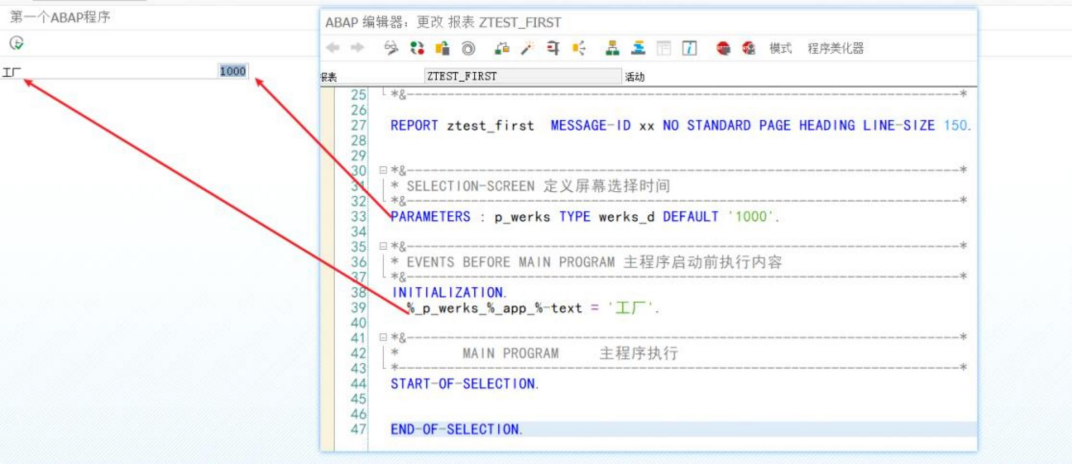 第一个ABAP程序
工厂 1000
ABAP 编辑器：更改 报表 ZTEST_FIRST
模式 程序美化器
报表 ZTEST_FIRST 活动
25 *&---------------------------------------------------------------------*
26
27 REPORT ztest_first MESSAGE-ID xx NO STANDARD PAGE HEADING LINE-SIZE 150.
28
29
30 *&---------------------------------------------------------------------*
31 * SELECTION-SCREEN 定义屏幕选择时间
32 *&---------------------------------------------------------------------*
33 PARAMETERS : p_werks TYPE werks_d DEFAULT '1000'.
34
35 *&---------------------------------------------------------------------*
36 * EVENTS BEFORE MAIN PROGRAM 主程序启动前执行内容
37 *&---------------------------------------------------------------------*
38 INITIALIZATION.
39 %_p_werks_%_app_%-text = '工厂'.
40
41 *&---------------------------------------------------------------------*
42 * MAIN PROGRAM 主程序执行
43 *----------------------------------------------------------------------*
44 START-OF-SELECTION.
45
46
47 END-OF-SELECTION.